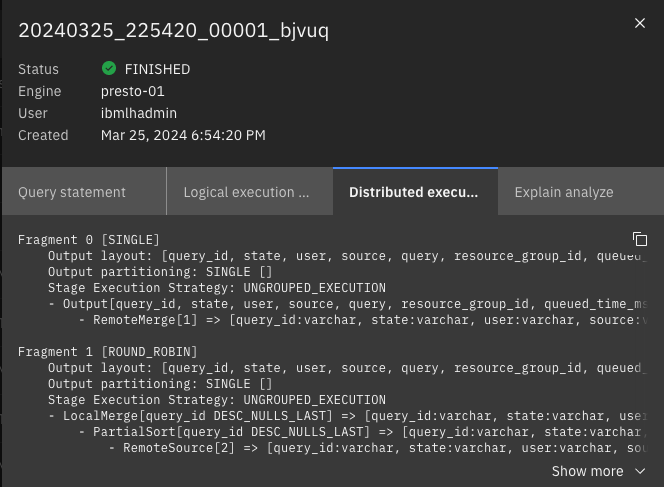 20240325_225420_00001_bjvuq
Status FINISHED
Engine presto-01
User ibmlhadmin
Created Mar 25, 2024 6:54:20 PM
Query statement Logical execution ... Distributed execu... Explain analyze
Fragment 0 [SINGLE]
Output layout: [query_id, state, user, source, query, resource_group_id, queued_
Output partitioning: SINGLE []
Stage Execution Strategy: UNGROUPED_EXECUTION
- Output[query_id, state, user, source, query, resource_group_id, queued_time_ms
- RemoteMerge[1] => [query_id:varchar, state:varchar, user:varchar, source:v
Fragment 1 [ROUND_ROBIN]
Output layout: [query_id, state, user, source, query, resource_group_id, queued_
Output partitioning: SINGLE []
Stage Execution Strategy: UNGROUPED_EXECUTION
- LocalMerge[query_id DESC_NULLS_LAST] => [query_id:varchar, state:varchar, user
- PartialSort[query_id DESC_NULLS_LAST] => [query_id:varchar, state:varchar,
- RemoteSource[2] => [query_id:varchar, state:varchar, user:varchar, sou
Show more